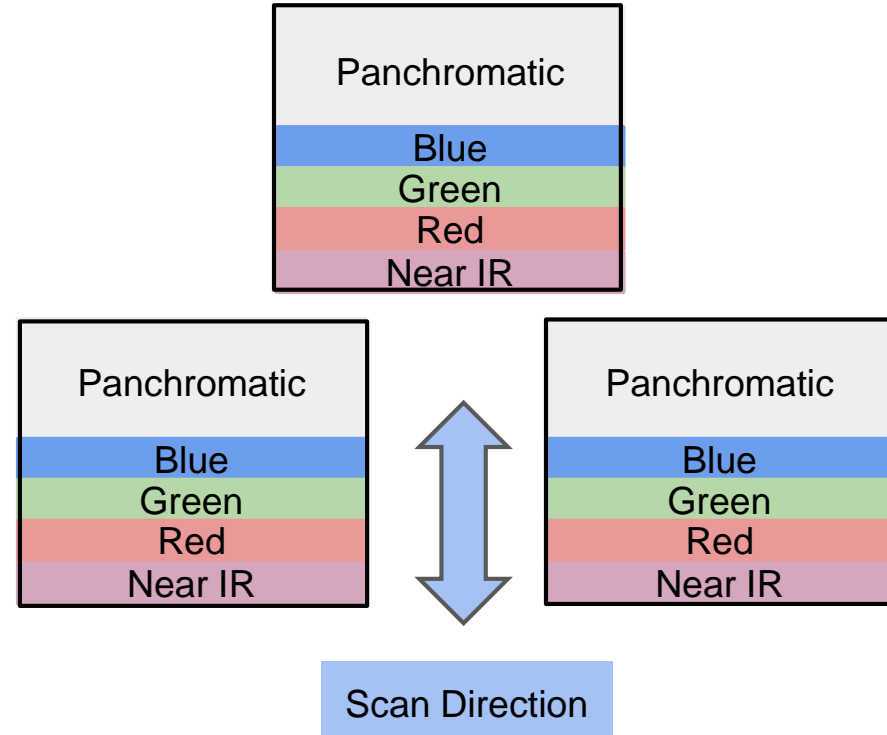 Panchromatic
Blue
Green
Red
Near IR
Panchromatic
Blue
Green
Red
Near IR
Panchromatic
Blue
Green
Red
Near IR
Scan Direction